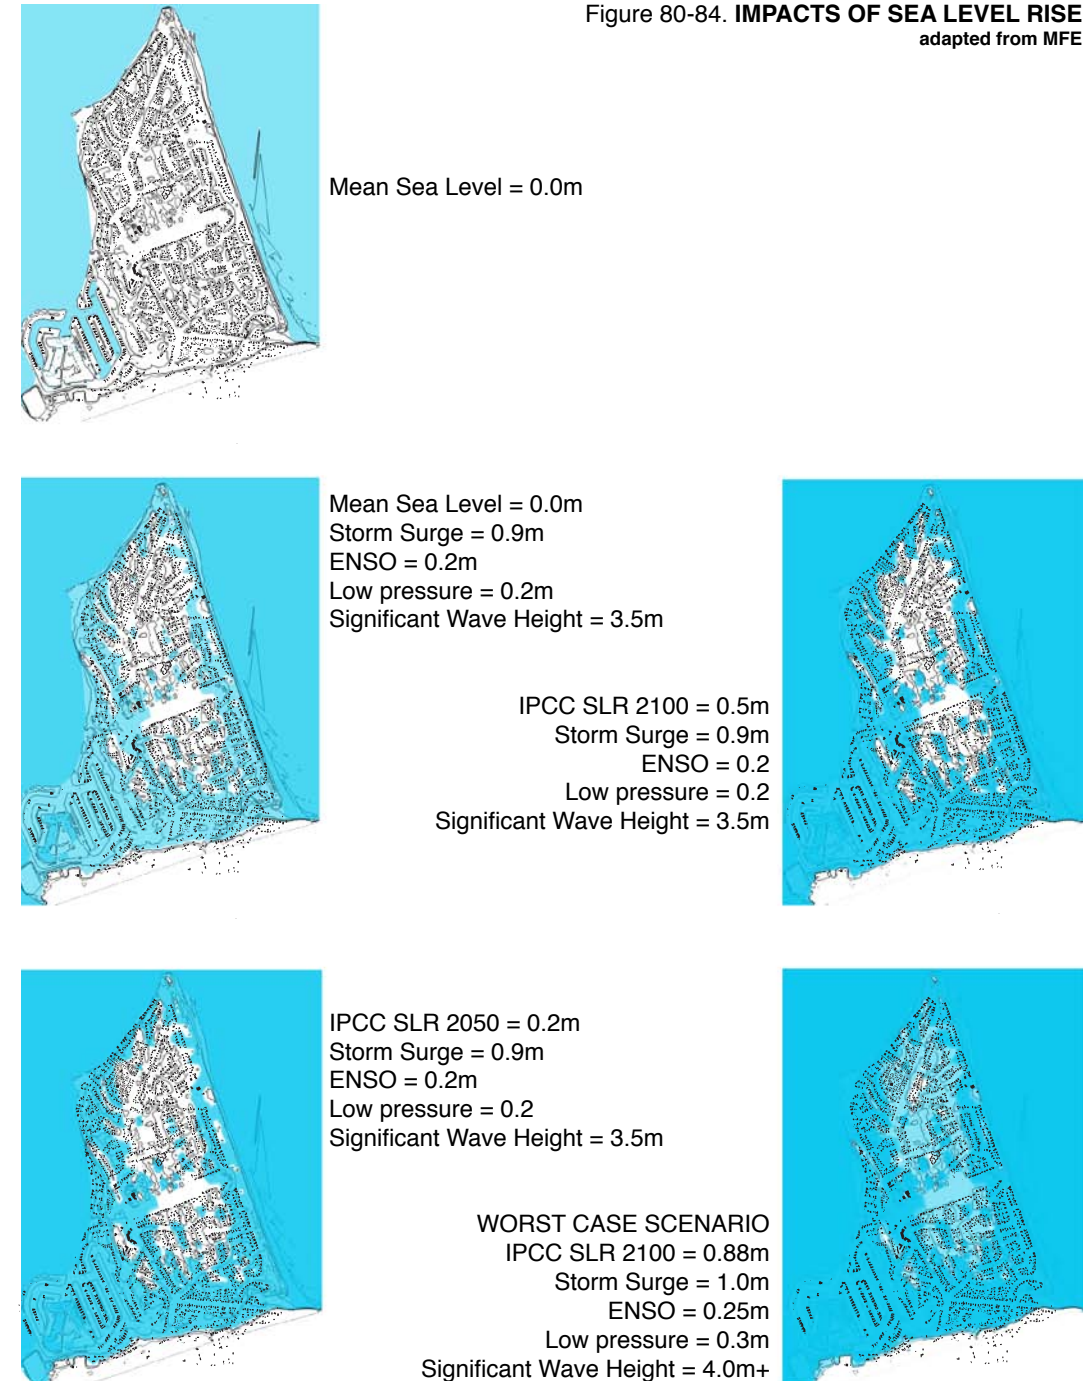 Figure 80-84. IMPACTS OF SEA LEVEL RISE
adapted from MFE
Mean Sea Level = 0.0m
Mean Sea Level = 0.0m
Storm Surge = 0.9m
ENSO = 0.2m
Low pressure = 0.2m
Significant Wave Height = 3.5m
IPCC SLR 2100 = 0.5m
Storm Surge = 0.9m
ENSO = 0.2
Low pressure = 0.2
Significant Wave Height = 3.5m
IPCC SLR 2050 = 0.2m
Storm Surge = 0.9m
ENSO = 0.2m
Low pressure = 0.2
Significant Wave Height = 3.5m
WORST CASE SCENARIO
IPCC SLR 2100 = 0.88m
Storm Surge = 1.0m
ENSO = 0.25m
Low pressure = 0.3m
Significant Wave Height = 4.0m+